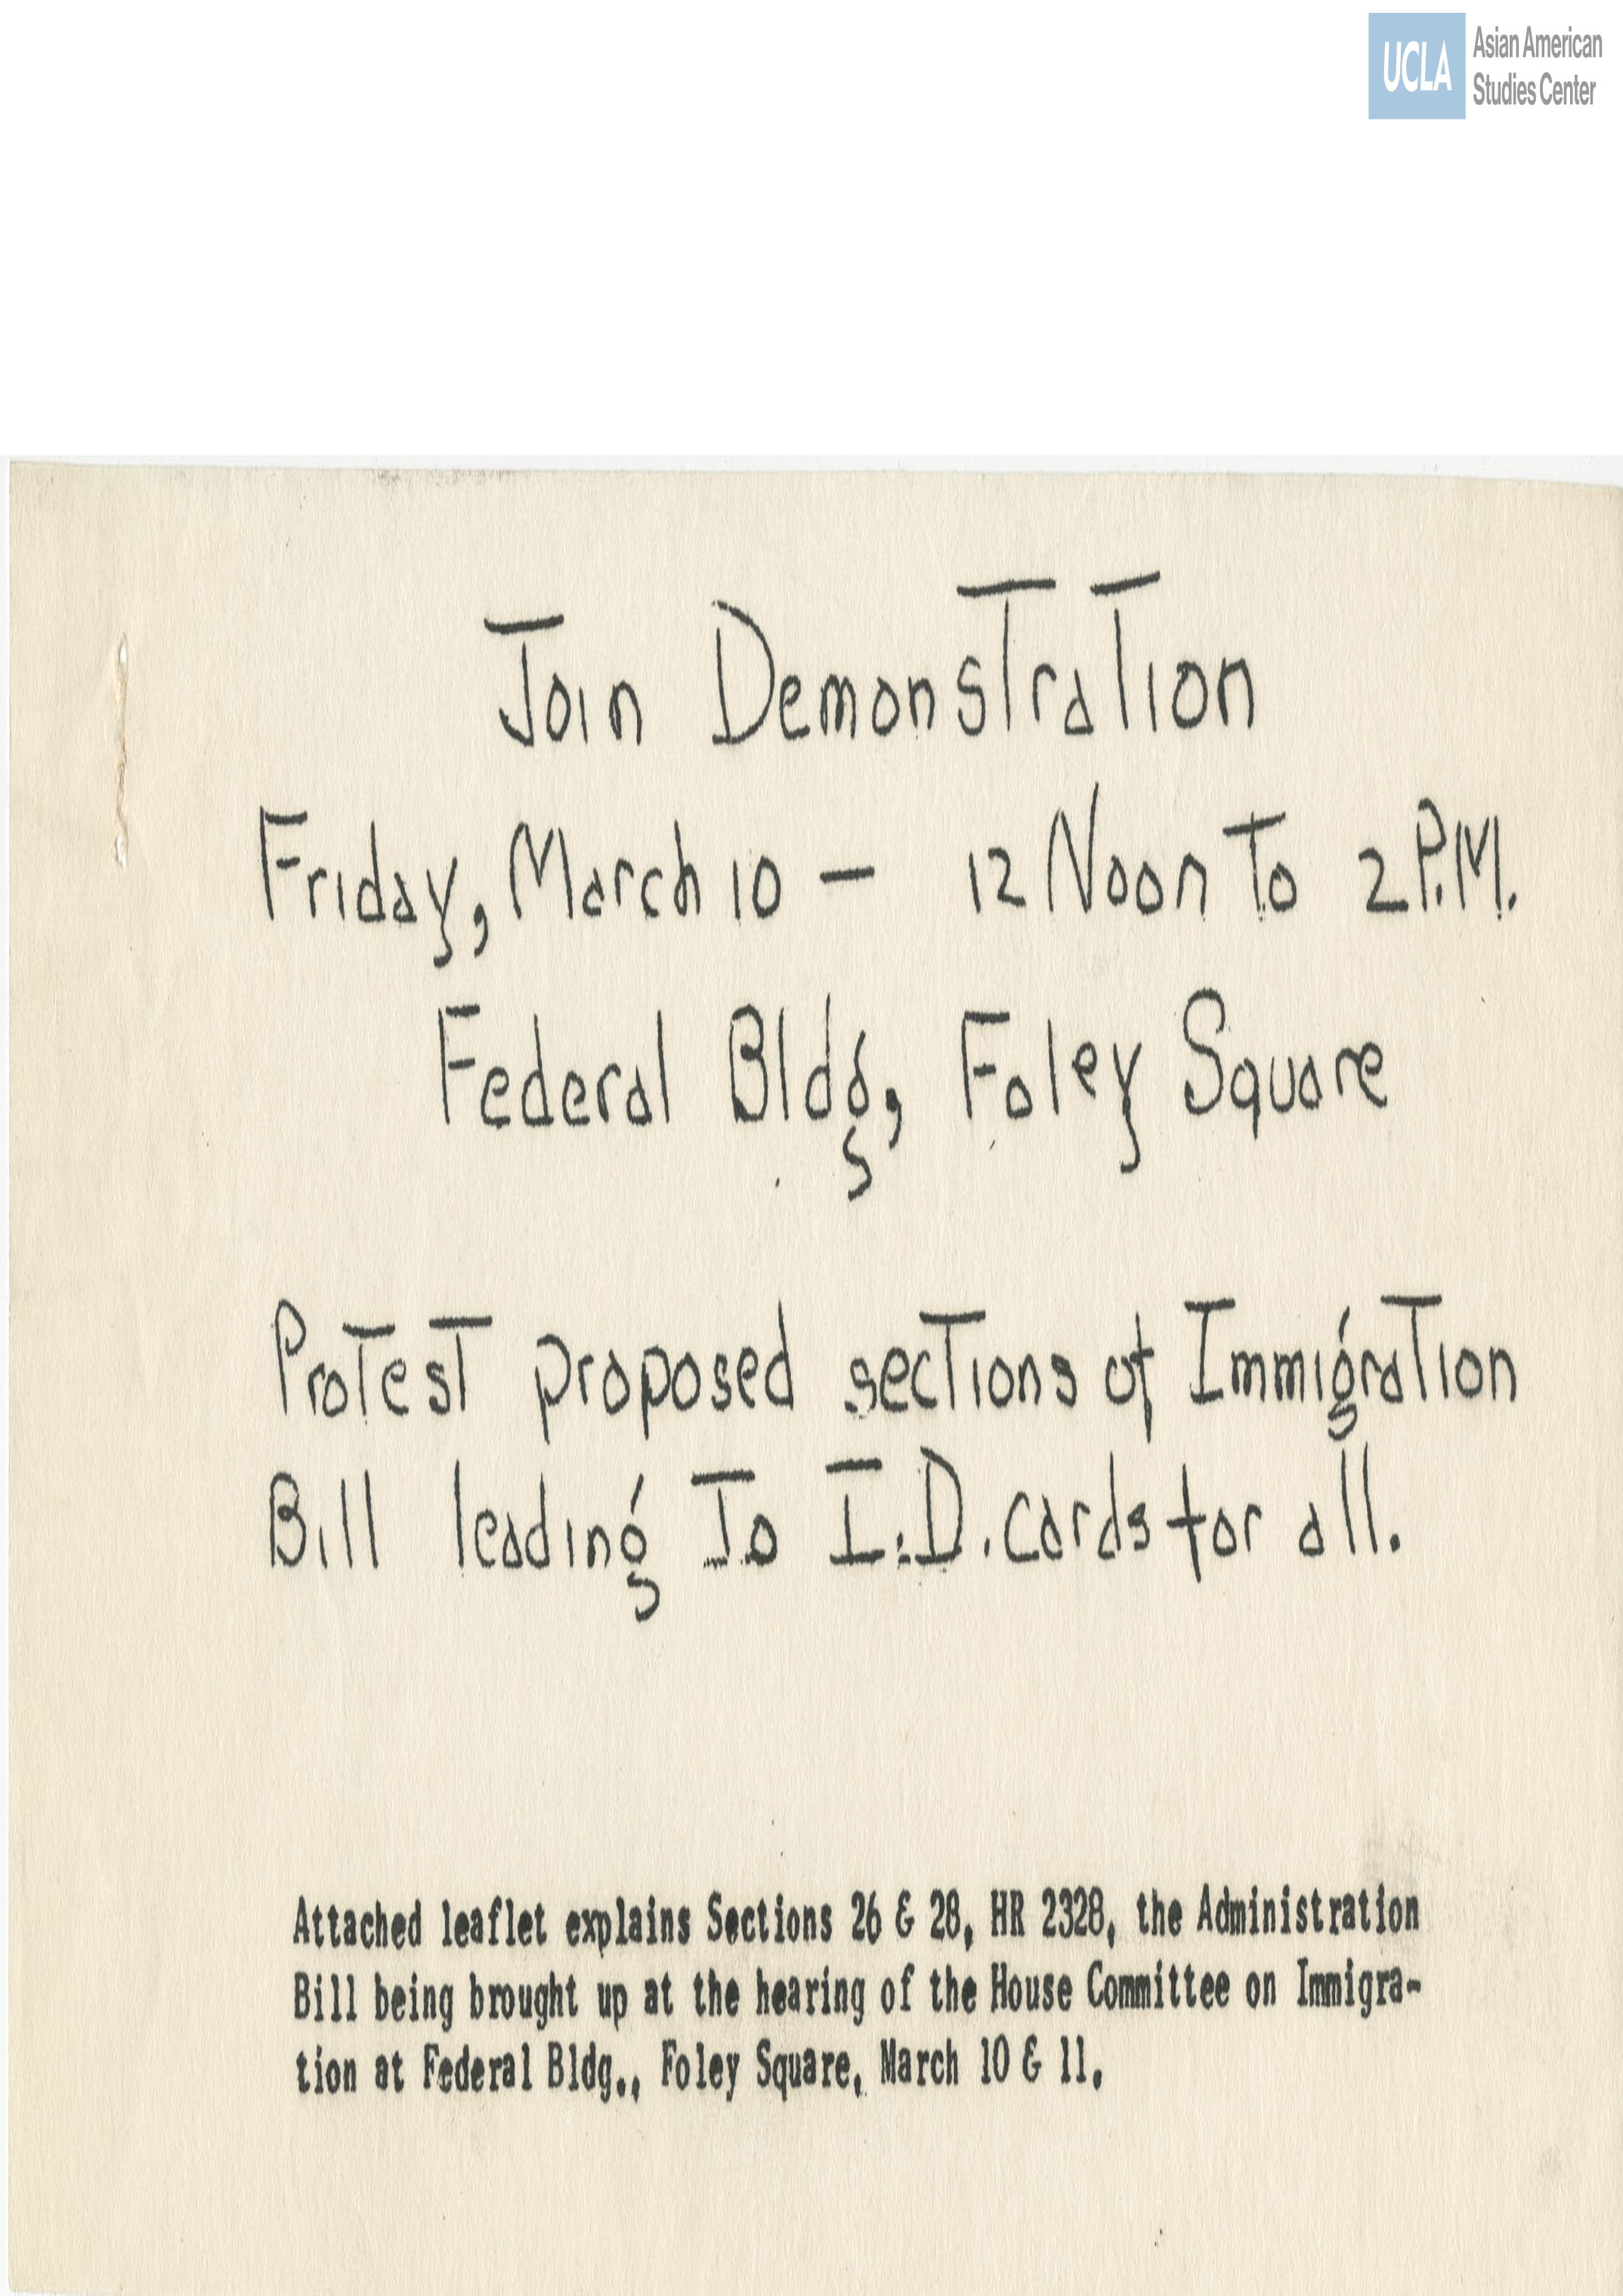 UCLA Asian American
Studies Center
Join Demonstration
Friday, March 10 — 12 Noon To 2 P.M.
Federal Bldg, Foley Square
Protest proposed sections of Immigration
Bill leading To I.D. cards for all.
Attached leaflet explains Sections 26 & 28, HR 2328, the Administration
Bill being brought up at the hearing of the House Committee on Immigra-
tion at Federal Bldg., Foley Square, March 10 & 11.